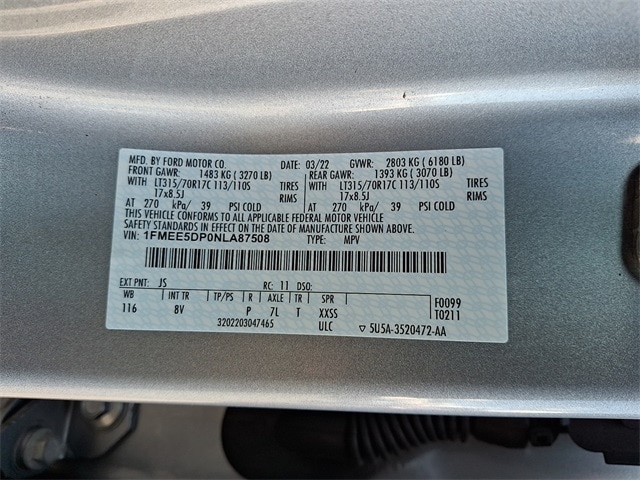 MFD. BY FORD MOTOR CO. DATE: 03/22 GVWR: 2803 KG ( 6180 LB)
FRONT GAWR: 1483 KG ( 3270 LB) REAR GAWR: 1393 KG ( 3070 LB)
WITH LT315/70R17C 113/110S TIRES WITH LT315/70R17C 113/110S TIRES
17x8.5J RIMS 17x8.5J RIMS
AT 270 kPa/ 39 PSI COLD AT 270 kPa/ 39 PSI COLD
THIS VEHICLE CONFORMS TO ALL APPLICABLE FEDERAL MOTOR VEHICLE
SAFETY STANDARDS IN EFFECT ON THE DATE OF MANUFACTURE SHOWN ABOVE.
VIN: 1FMEE5DP0NLA87508 TYPE: MPV
EXT PNT: JS RC: 11 DSO:
WB INT TR TP/PS R AXLE TR SPR F0099
116 8V P 7L T XXSS T0211
3202203047465 ULC ▽ 5U5A-3520472-AA